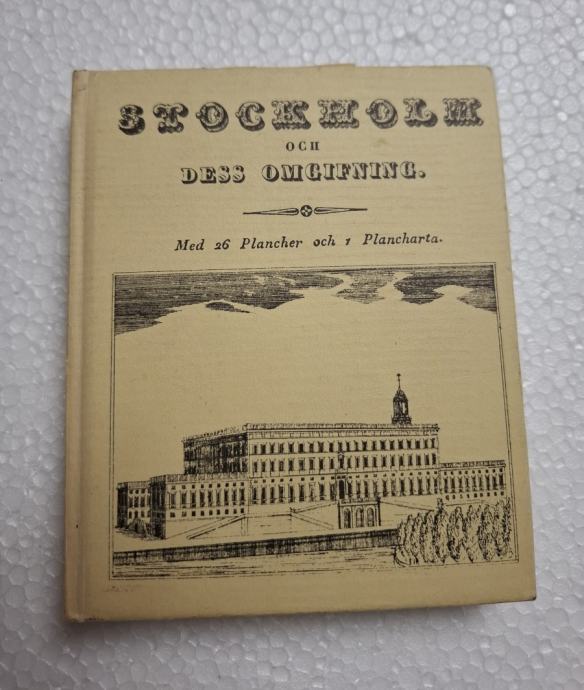 STOCKHOLM
OCH
DESS OMGIFNING.
Med 26 Plancher och 1 Plancharta.